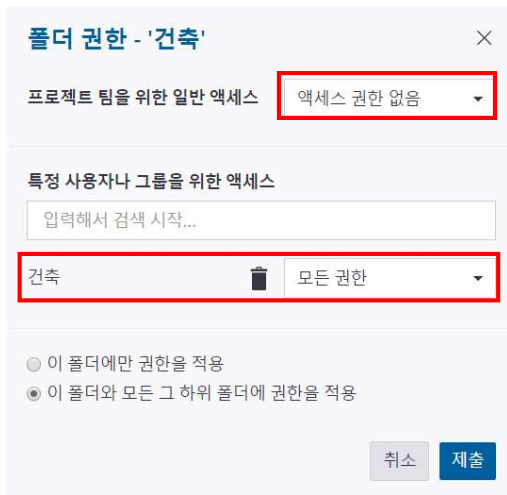 폴더 권한 - '건축'
프로젝트 팀을 위한 일반 액세스
액세스 권한 없음
특정 사용자나 그룹을 위한 액세스
입력해서 검색 시작...
건축
모든 권한
이 폴더에만 권한을 적용
이 폴더와 모든 그 하위 폴더에 권한을 적용
취소
제출